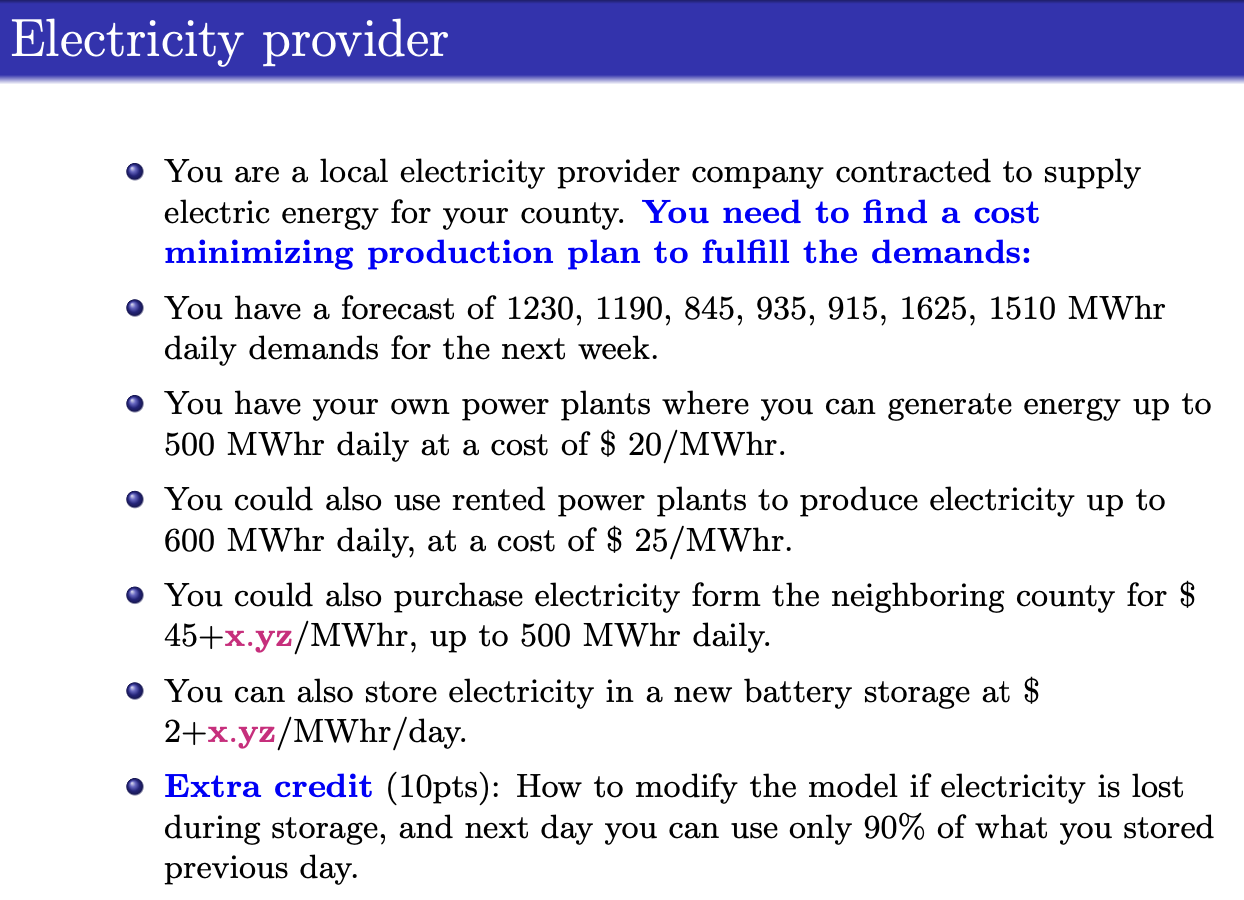 Electricity provider
You are a local electricity provider company contracted to supply
electric energy for your county. You need to find a cost
minimizing production plan to fulfill the demands:
You have a forecast of 1230, 1190, 845, 935, 915, 1625, 1510 MWhr
daily demands for the next week.
You have your own power plants where you can generate energy up to
500 MWhr daily at a cost of $ 20/MWhr.
You could also use rented power plants to produce electricity up to
600 MWhr daily, at a cost of $ 25/MWhr.
You could also purchase electricity form the neighboring county for $
45+x.yz/MWhr, up to 500 MWhr daily.
You can also store electricity in a new battery storage at $
2+x.yz/MWhr/day.
Extra credit (10pts): How to modify the model if electricity is lost
during storage, and next day you can use only 90% of what you stored
previous day.